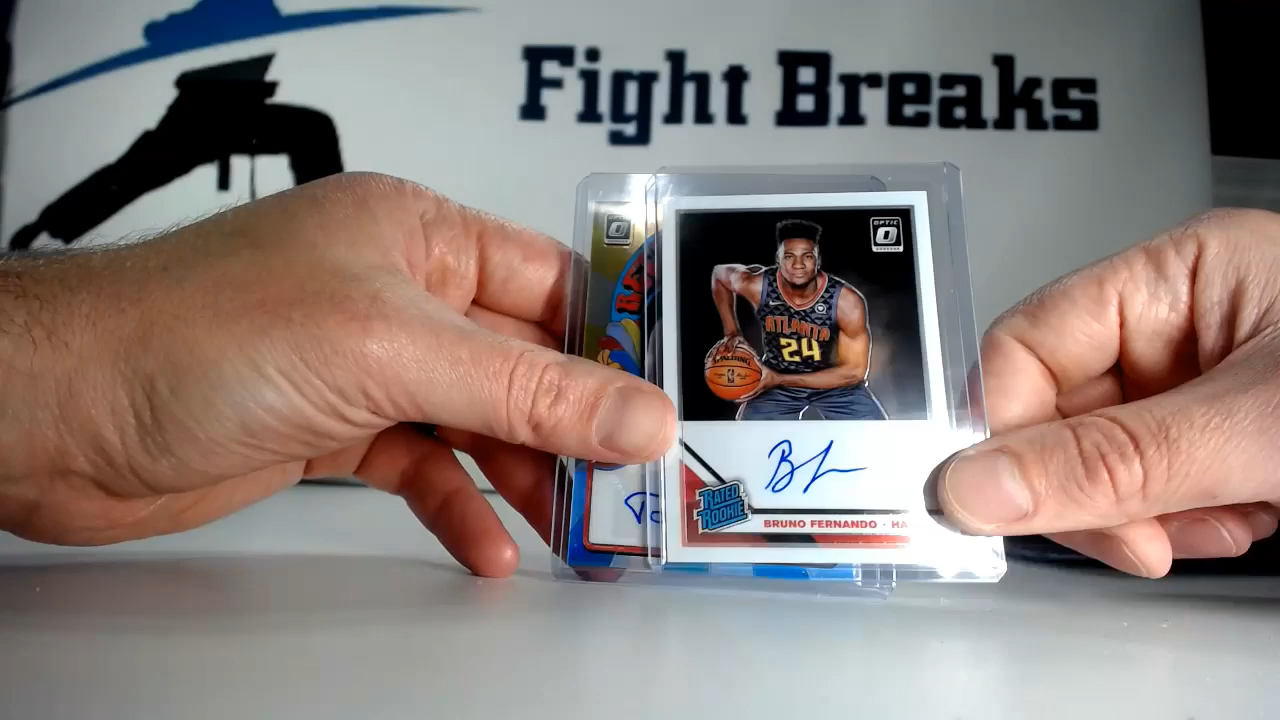 Fight Breaks
OPTIC
ATLANTA
24
SPALDING
RATED
ROOKIE
BRUNO FERNANDO · HA